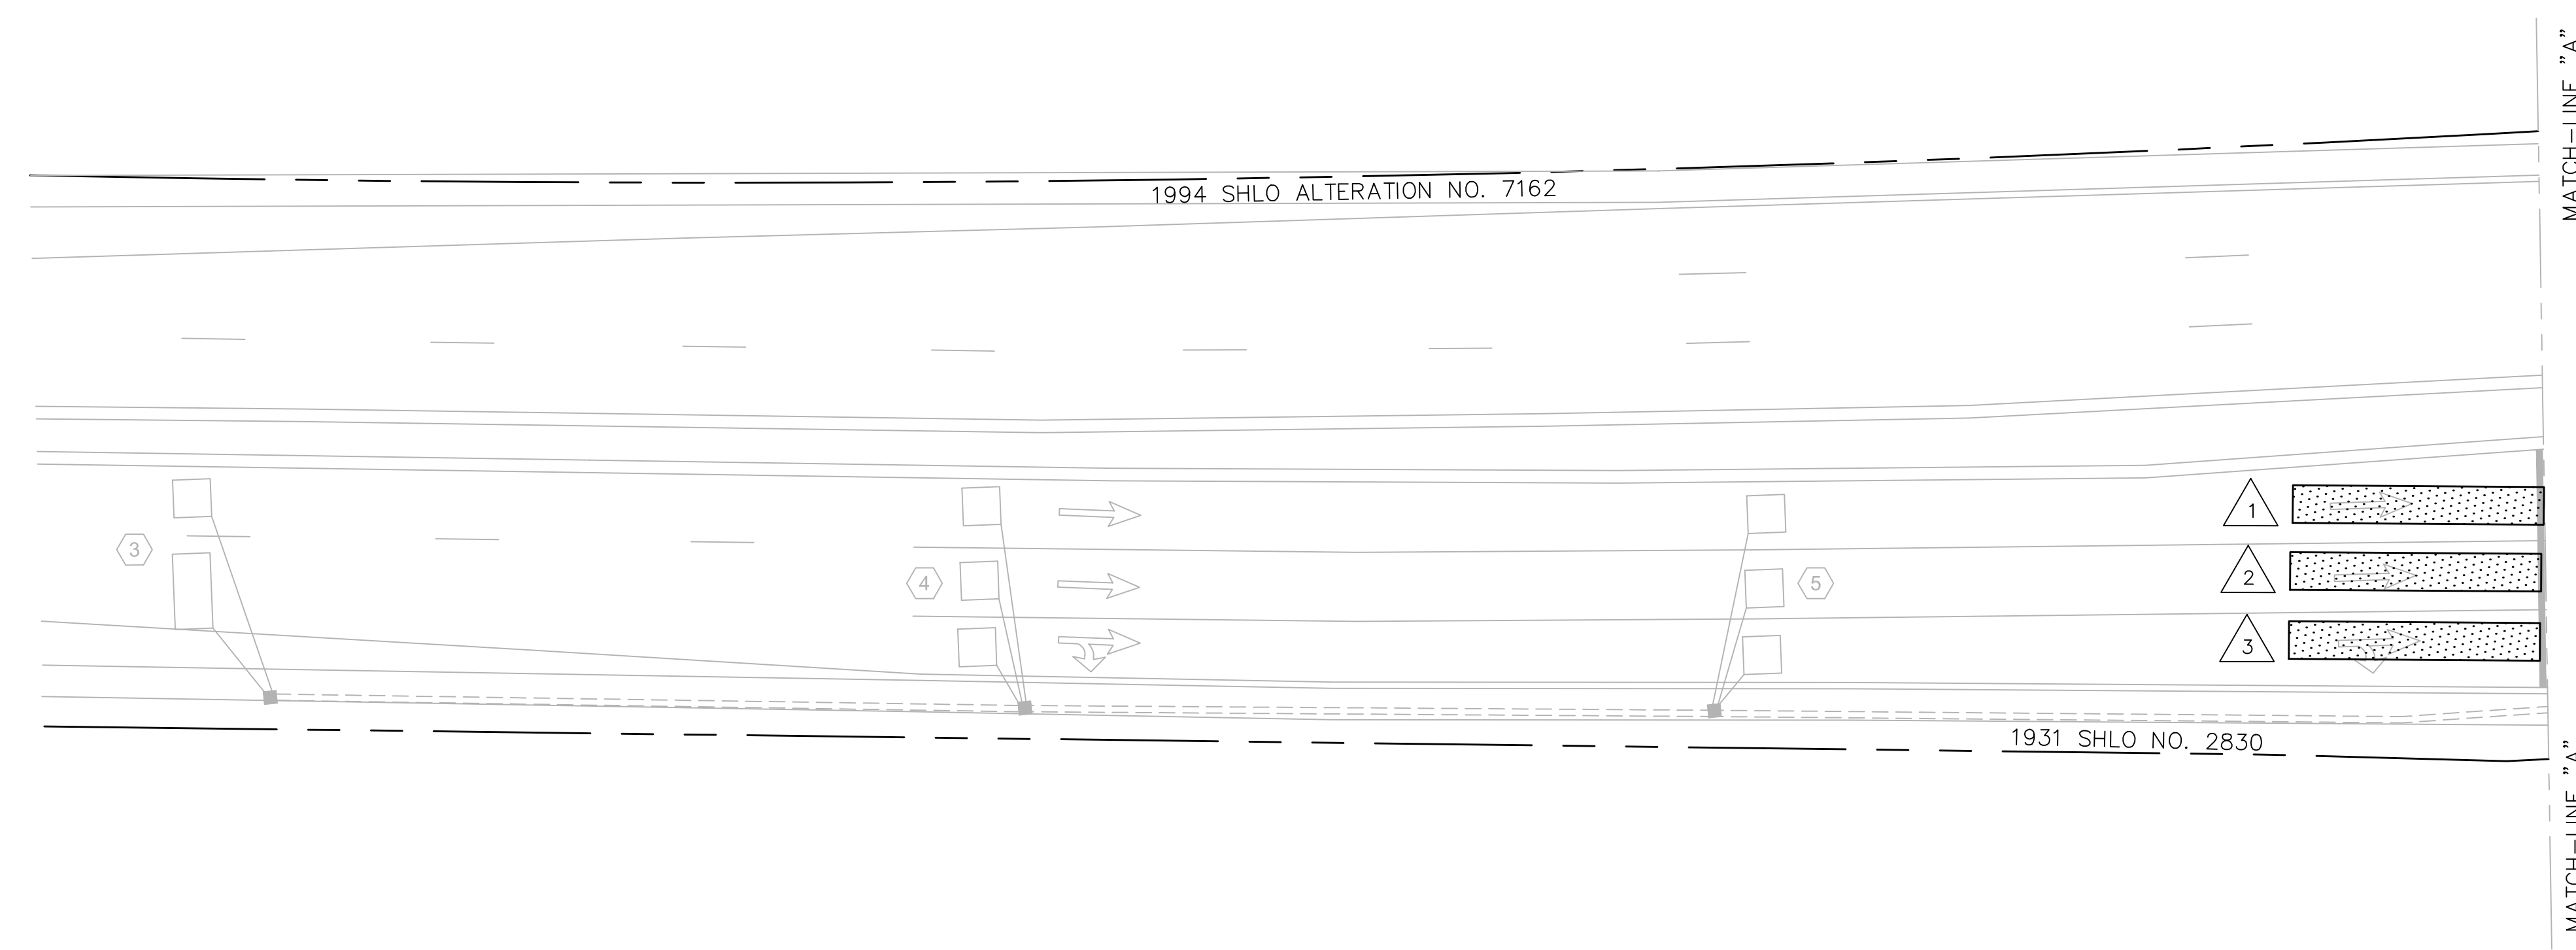 MATCH-LINE "A"
1994 SHLO ALTERATION NO. 7162
1
3
4
5
2
3
1931 SHLO NO. 2830
MATCH-LINE "A"